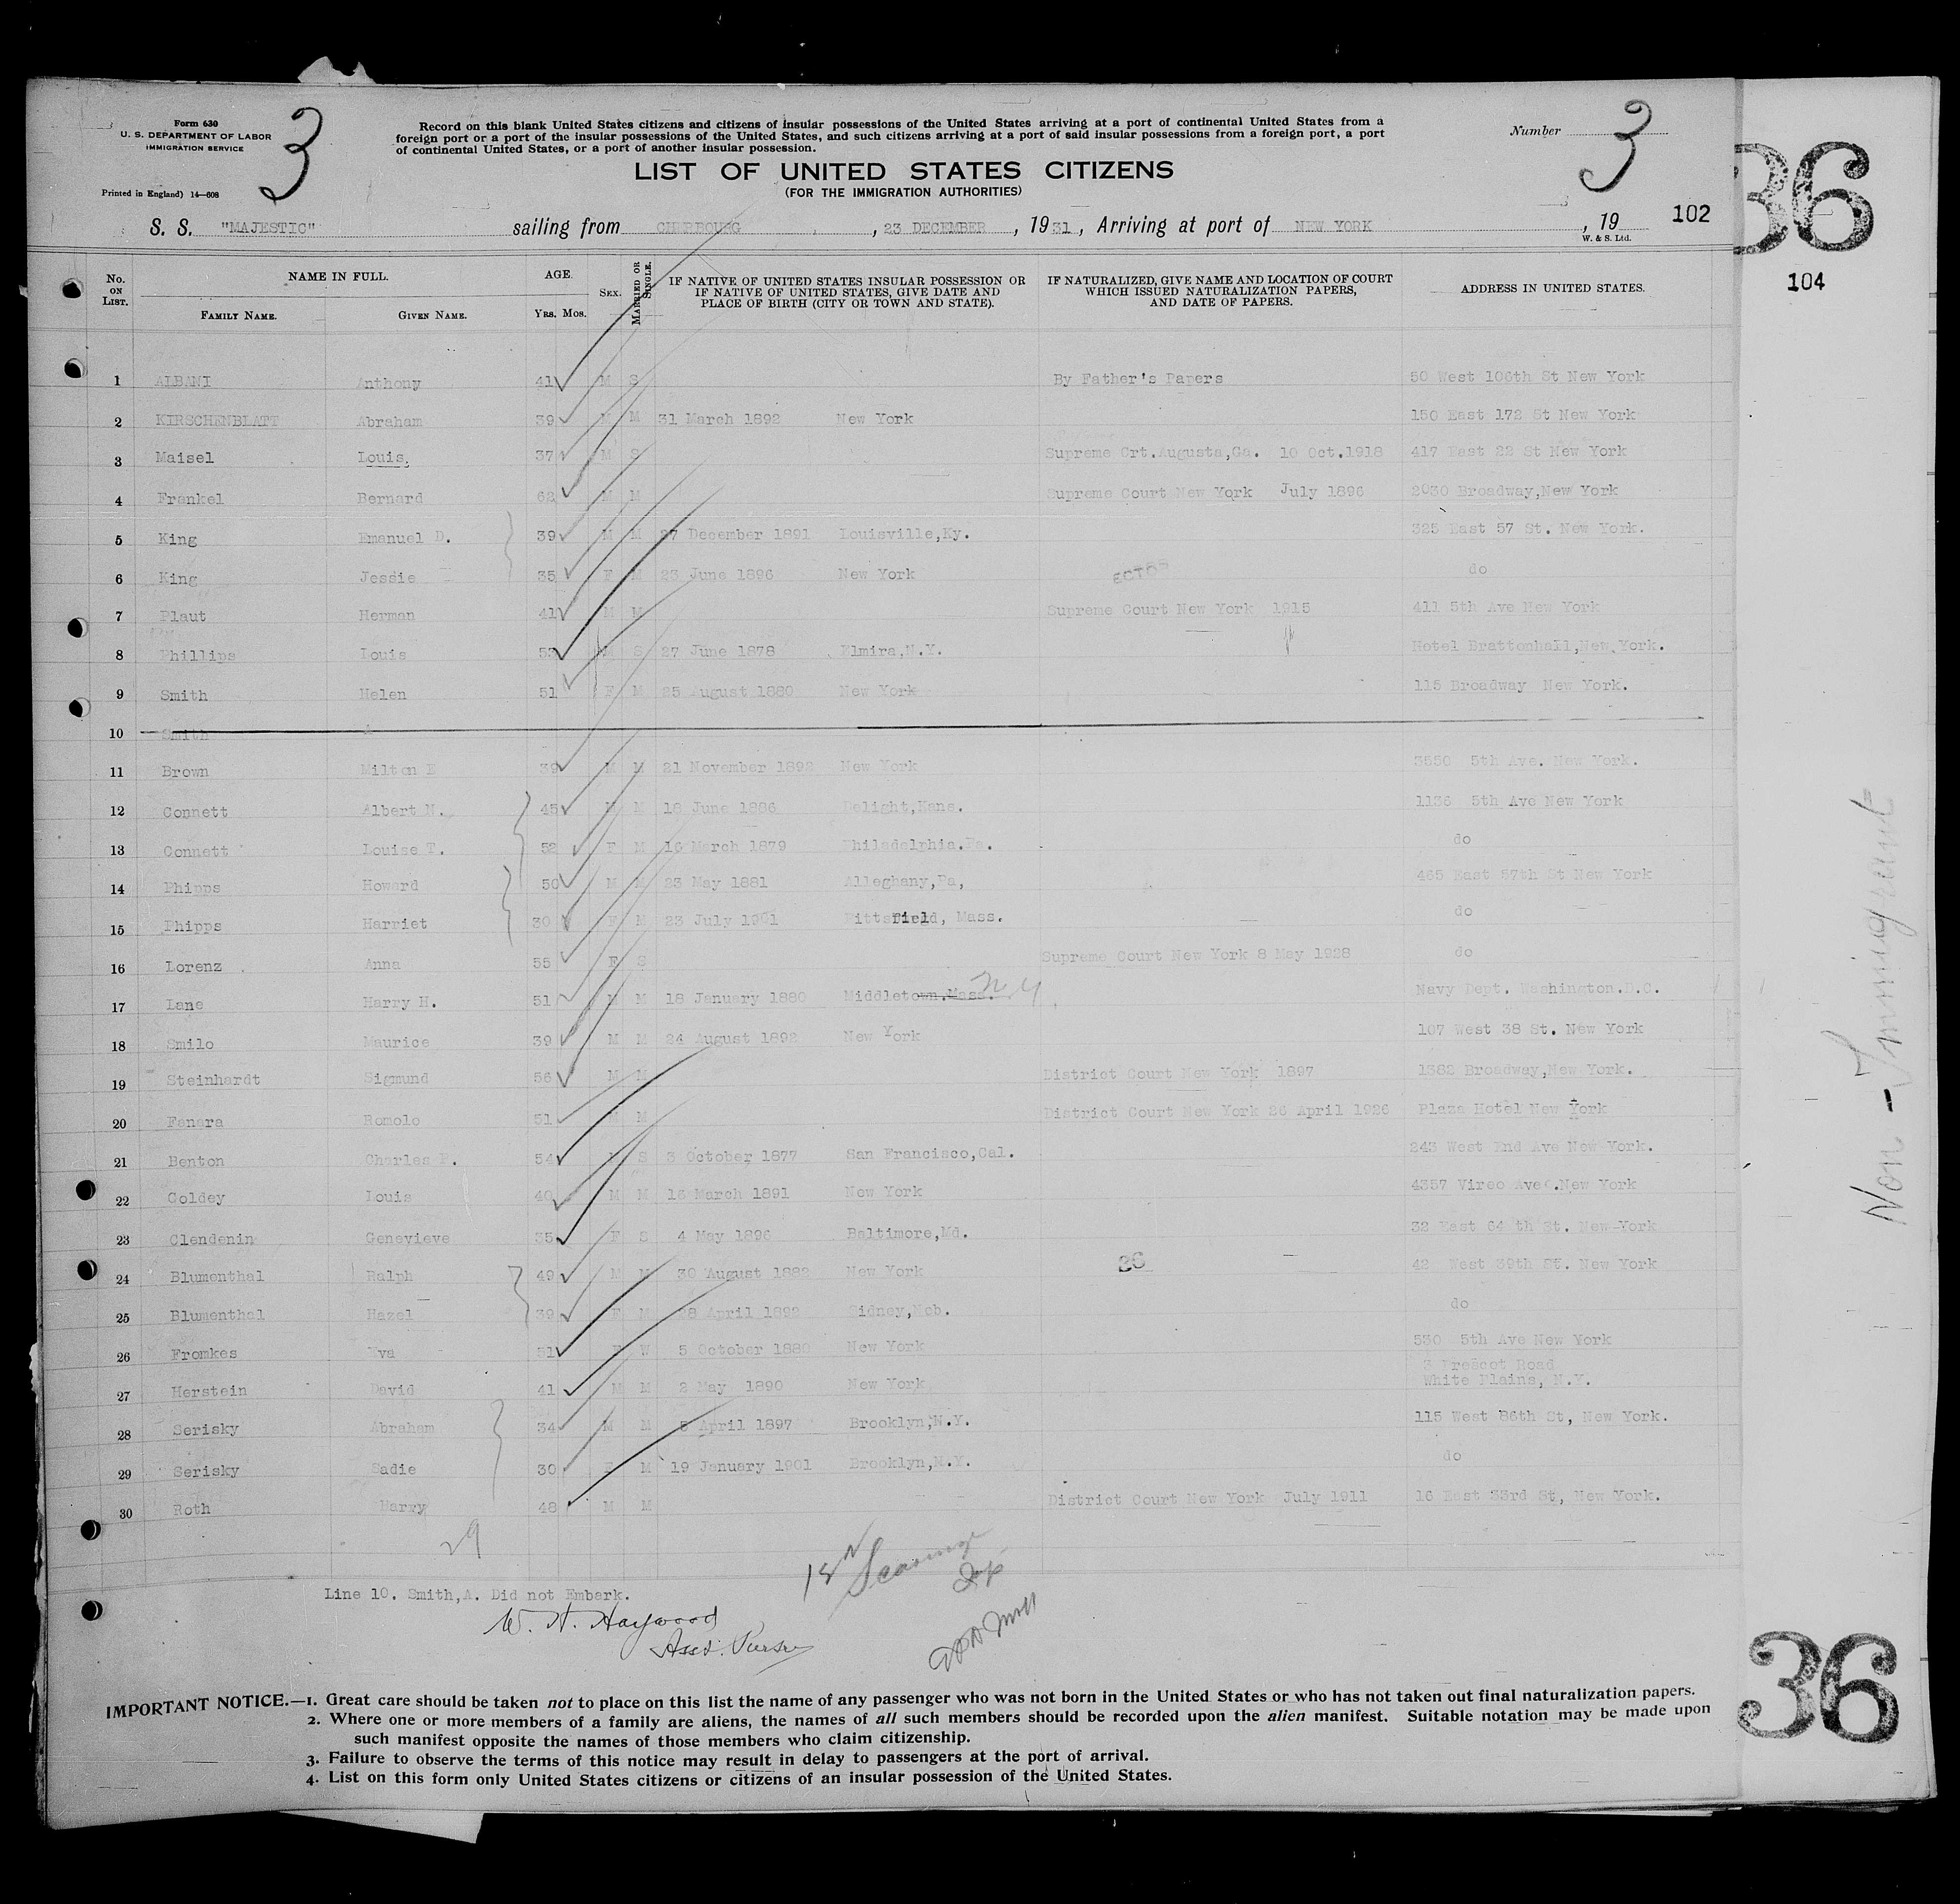 Form 630
U. S. DEPARTMENT OF LABOR
IMMIGRATION SERVICE
Printed in England) 14—608
3
Record on this blank United States citizens and citizens of insular possessions of the United States arriving at a port of continental United States from a
foreign port or a port of the insular possessions of the United States, and such citizens arriving at a port of said insular possessions from a foreign port, a port
of continental United States, or a port of another insular possession.
Number 3
LIST OF UNITED STATES CITIZENS
(FOR THE IMMIGRATION AUTHORITIES)
S. S. "MAJESTIC" sailing from CHERBOURG, 23 DECEMBER, 1931, Arriving at port of NEW YORK, 19
W. & S. Ltd.
102
36
104
No. ON LIST. NAME IN FULL. FAMILY NAME. GIVEN NAME. AGE. YRS. MOS. SEX. MARRIED OR SINGLE. IF NATIVE OF UNITED STATES INSULAR POSSESSION OR IF NATIVE OF UNITED STATES, GIVE DATE AND PLACE OF BIRTH (CITY OR TOWN AND STATE). IF NATURALIZED, GIVE NAME AND LOCATION OF COURT WHICH ISSUED NATURALIZATION PAPERS, AND DATE OF PAPERS. ADDRESS IN UNITED STATES.
1 ALBANI Anthony 41 M S By Father's Papers 50 West 106th St New York
2 KIRSCHENBLATT Abraham 39 M M 31 March 1892 New York 150 East 172 St New York
3 Maisel Louis, 37 M S Supreme Crt.Augusta,Ga. 10 Oct.1918 417 East 22 St New York
4 Frankel Bernard 62 M M Supreme Court New York July 1896 2030 Broadway,New York
5 King Emanuel D. 39 M M 27 December 1891 Louisville,Ky. 325 East 57 St. New York.
6 King Jessie 35 F M 23 June 1896 New York do
ECTOR
7 Plaut Herman 41 M M Supreme Court New York 1915 411 5th Ave New York
8 Phillips Louis 53 M S 27 June 1878 Elmira,N.Y. Hotel Brattonhall,New York.
9 Smith Helen 51 F M 25 August 1880 New York 115 Broadway New York.
10 Smith A
11 Brown Milton E 39 M M 21 November 1892 New York 3550 5th Ave. New York.
12 Connett Albert N. 45 M M 18 June 1886 Delight,Kans. 1136 5th Ave New York
13 Connett Louise T. 52 F M 16 March 1879 Philadelphia.Pa. do
14 Phipps Howard 50 M M 23 May 1881 Alleghany,Pa, 465 East 57th St New York
15 Phipps Harriet 30 F M 23 July 1901 Pittsfield, Mass. do
16 Lorenz Anna 55 F S Supreme Court New York 8 May 1928 do
17 Lane Harry H. 51 M M 18 January 1880 Middletown.Mass. N.Y Navy Dept. Washington.D.C.
18 Smilo Maurice 39 M M 24 August 1892 New York 107 West 38 St. New York
19 Steinhardt Sigmund 56 M M District Court New York 1897 1382 Broadway,New York.
20 Fanara Romolo 51 M M District Court New York 26 April 1926 Plaza Hotel New York
21 Benton Charles 54 S 3 October 1877 San Francisco,Cal. 243 West End Ave New York.
22 Coldey Louis 40 M M 16 March 1891 New York 4357 Vireo Ave.New York
23 Clendenin Genevieve 35 F S 4 May 1896 Baltimore,Md. 32 East 64 th St. New York
24 Blumenthal Ralph 49 M M 30 August 1882 New York 36 42 West 39th St. New York
25 Blumenthal Hazel 39 F M 28 April 1892 Sidney,Neb. do
26 Fromkes Eva 51 F W 5 October 1880 New York 530 5th Ave New York
27 Herstein David 41 M M 2 May 1890 New York 3 Prescot Road White Plains, N.Y.
28 Serisky Abraham 34 M M 5 April 1897 Brooklyn,N.Y. 115 West 86th St, New York.
29 Serisky Sadie 30 F M 19 January 1901 Brooklyn,N.Y. do
30 Roth Harry 48 M M District Court New York July 1911 16 East 33rd St, New York.
29
Line 10. Smith,A. Did not Embark.
W. H. Haywood
Asst. Purser
Non-Immigrant
36
IMPORTANT NOTICE.—1. Great care should be taken not to place on this list the name of any passenger who was not born in the United States or who has not taken out final naturalization papers.
2. Where one or more members of a family are aliens, the names of all such members should be recorded upon the alien manifest. Suitable notation may be made upon
such manifest opposite the names of those members who claim citizenship.
3. Failure to observe the terms of this notice may result in delay to passengers at the port of arrival.
4. List on this form only United States citizens or citizens of an insular possession of the United States.